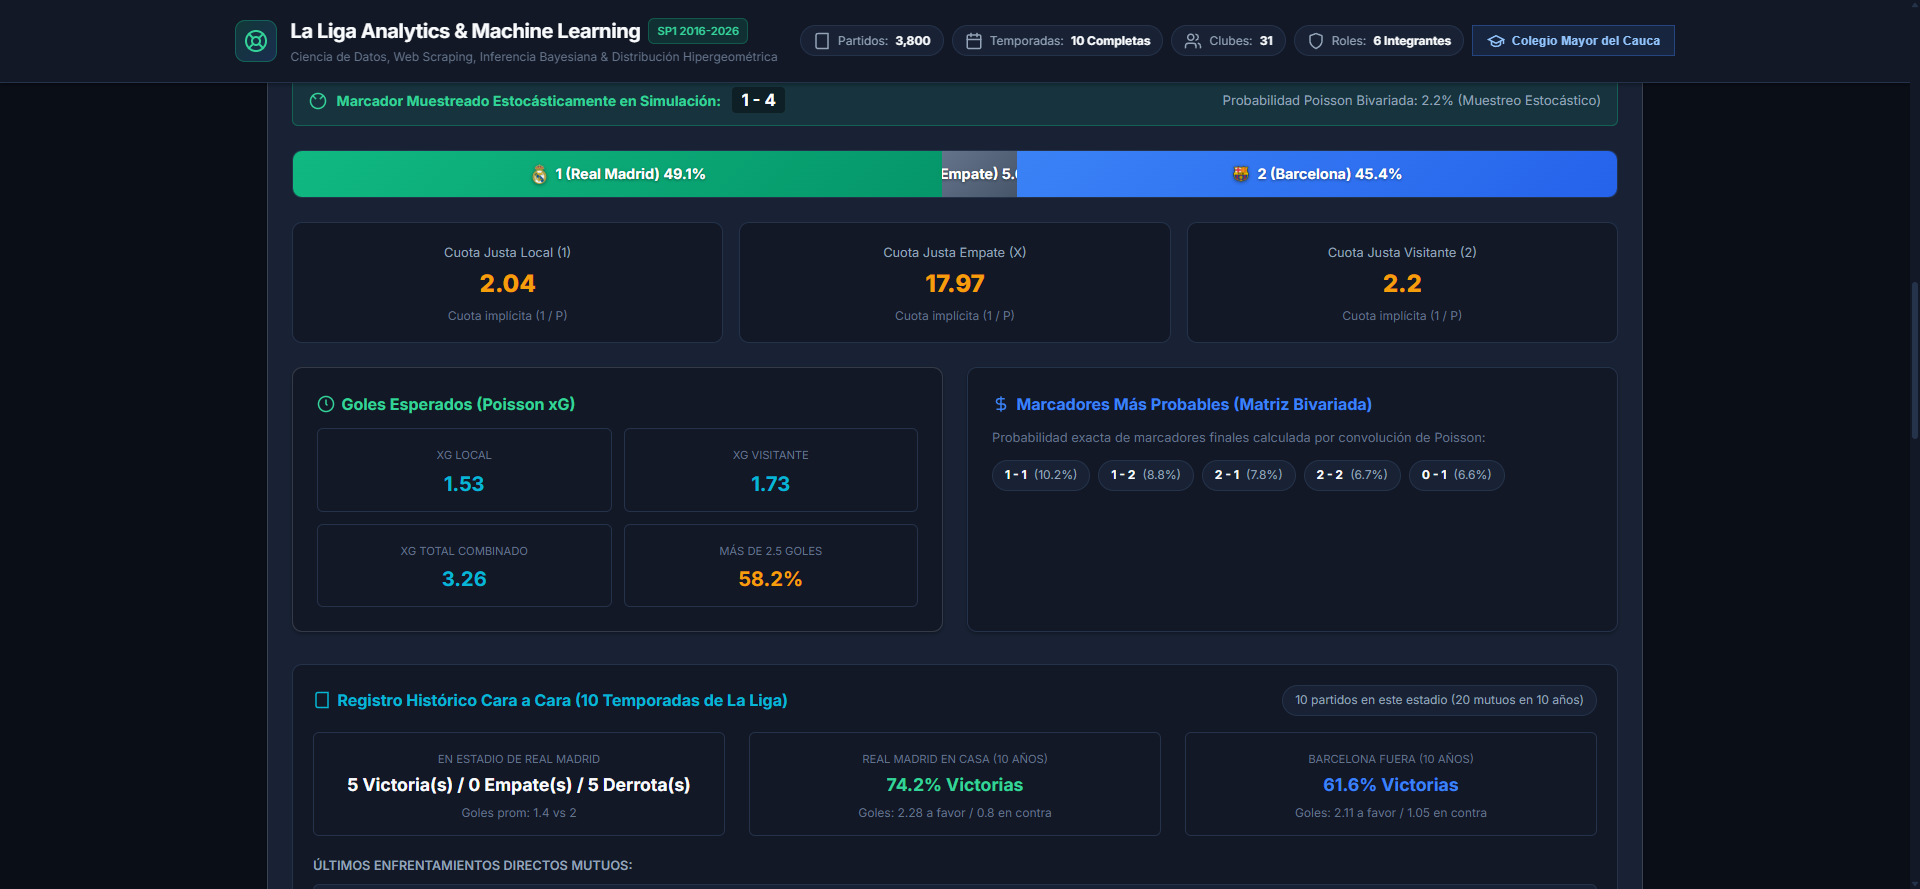 La Liga Analytics & Machine Learning
SP1 2016-2026
Ciencia de Datos, Web Scraping, Inferencia Bayesiana & Distribución Hipergeométrica
Partidos: 3,800
Temporadas: 10 Completas
Clubes: 31
Roles: 6 Integrantes
Colegio Mayor del Cauca
Marcador Muestreado Estocásticamente en Simulación: 1 - 4
Probabilidad Poisson Bivariada: 2.2% (Muestreo Estocástico)
1 (Real Madrid) 49.1%
Empate) 5.
2 (Barcelona) 45.4%
Cuota Justa Local (1)
2.04
Cuota implícita (1 / P)
Cuota Justa Empate (X)
17.97
Cuota implícita (1 / P)
Cuota Justa Visitante (2)
2.2
Cuota implícita (1 / P)
Goles Esperados (Poisson xG)
XG LOCAL
1.53
XG VISITANTE
1.73
XG TOTAL COMBINADO
3.26
MÁS DE 2.5 GOLES
58.2%
Marcadores Más Probables (Matriz Bivariada)
Probabilidad exacta de marcadores finales calculada por convolución de Poisson:
1 - 1 (10.2%)
1 - 2 (8.8%)
2 - 1 (7.8%)
2 - 2 (6.7%)
0 - 1 (6.6%)
Registro Histórico Cara a Cara (10 Temporadas de La Liga)
10 partidos en este estadio (20 mutuos en 10 años)
EN ESTADIO DE REAL MADRID
5 Victoria(s) / 0 Empate(s) / 5 Derrota(s)
Goles prom: 1.4 vs 2
REAL MADRID EN CASA (10 AÑOS)
74.2% Victorias
Goles: 2.28 a favor / 0.8 en contra
BARCELONA FUERA (10 AÑOS)
61.6% Victorias
Goles: 2.11 a favor / 1.05 en contra
ÚLTIMOS ENFRENTAMIENTOS DIRECTOS MUTUOS: